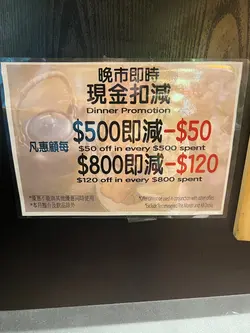 晚市即時
現金扣減
Dinner Promotion
凡惠顧每 $500即減-$50
$50 off in every $500 spent
$800即減-$120
$120 off in every $800 spent